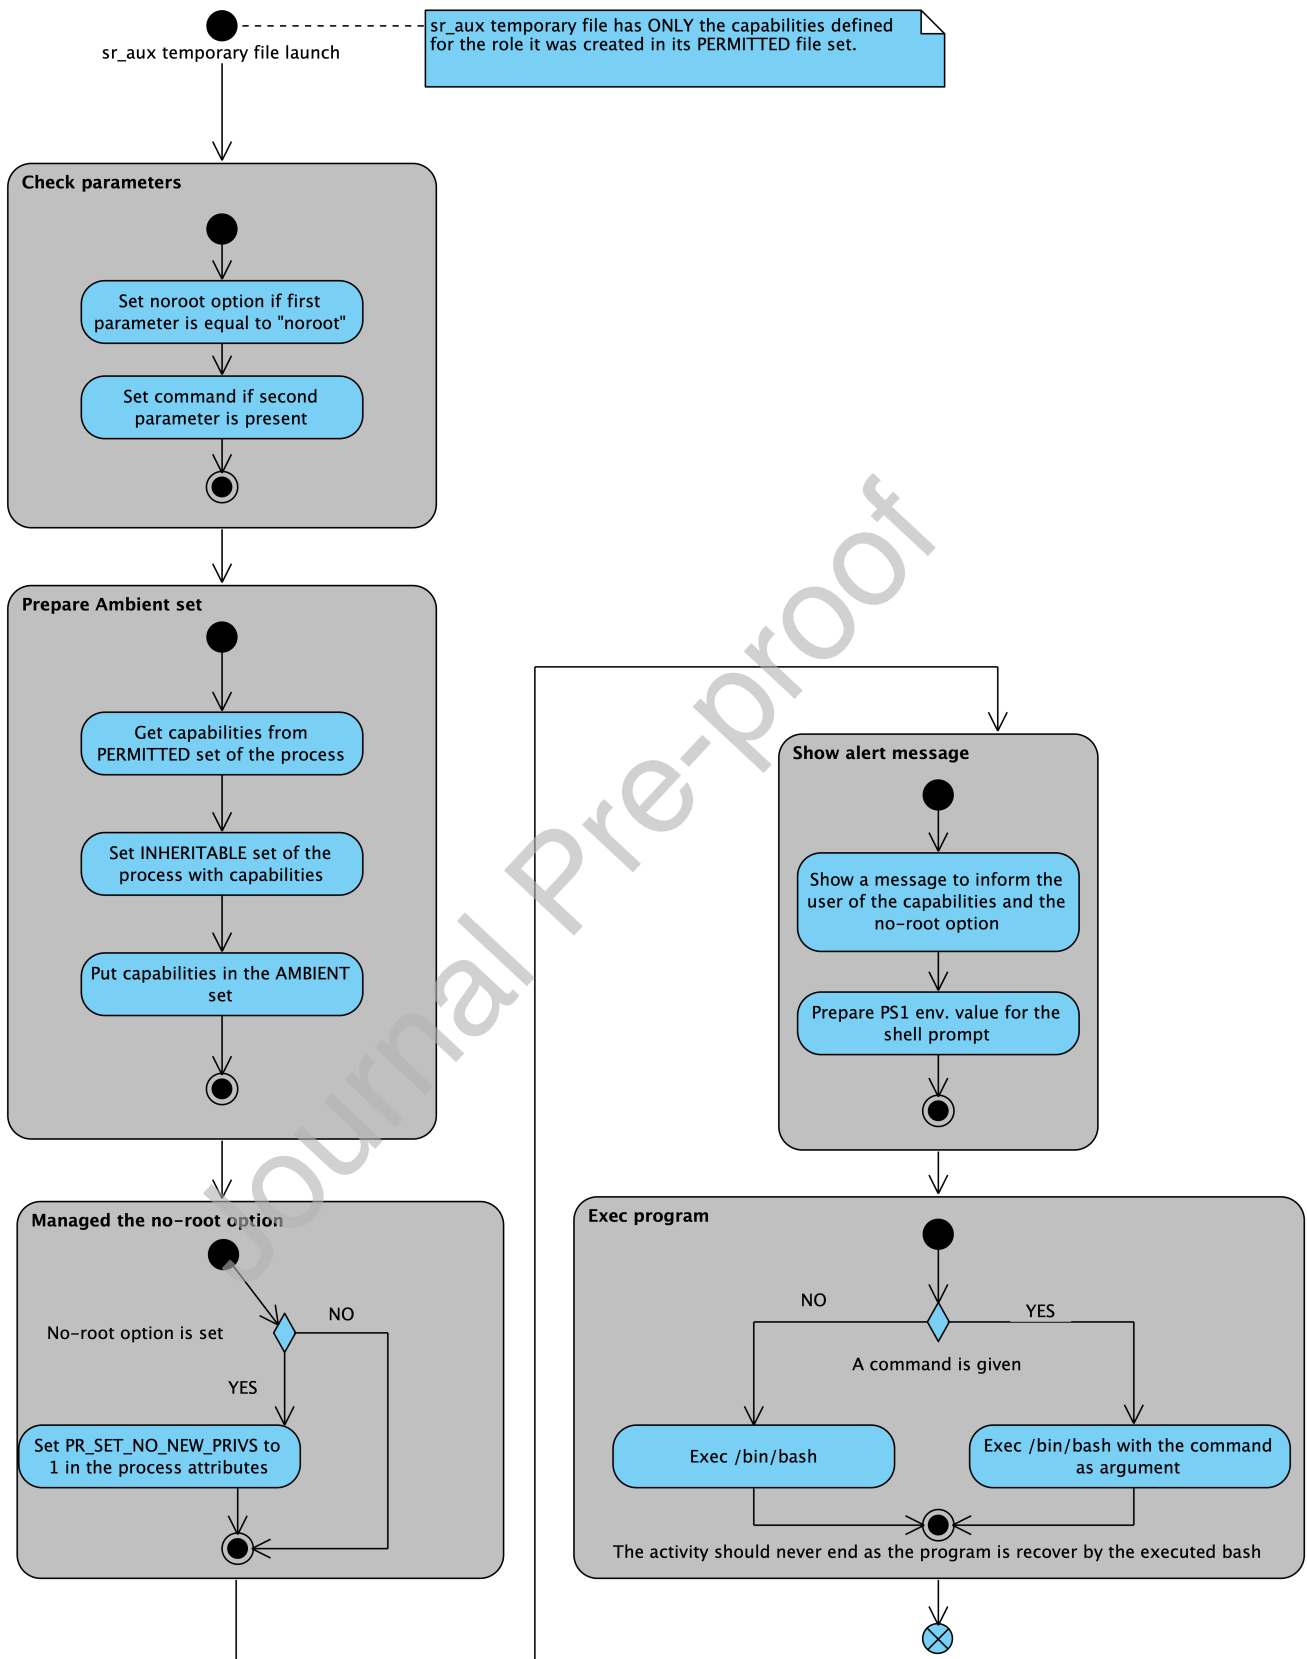 sr_aux temporary file launch
sr_aux temporary file has ONLY the capabilities defined
for the role it was created in its PERMITTED file set.
Check parameters
Set noroot option if first
parameter is equal to "noroot"
Set command if second
parameter is present
Prepare Ambient set
Get capabilities from
PERMITTED set of the process
Set INHERITABLE set of the
process with capabilities
Put capabilities in the AMBIENT
set
Managed the no-root option
No-root option is set
NO
YES
Set PR_SET_NO_NEW_PRIVS to
1 in the process attributes
Show alert message
Show a message to inform the
user of the capabilities and the
no-root option
Prepare PS1 env. value for the
shell prompt
Exec program
NO
YES
A command is given
Exec /bin/bash
Exec /bin/bash with the command
as argument
The activity should never end as the program is recover by the executed bash
Journal Pre-proof